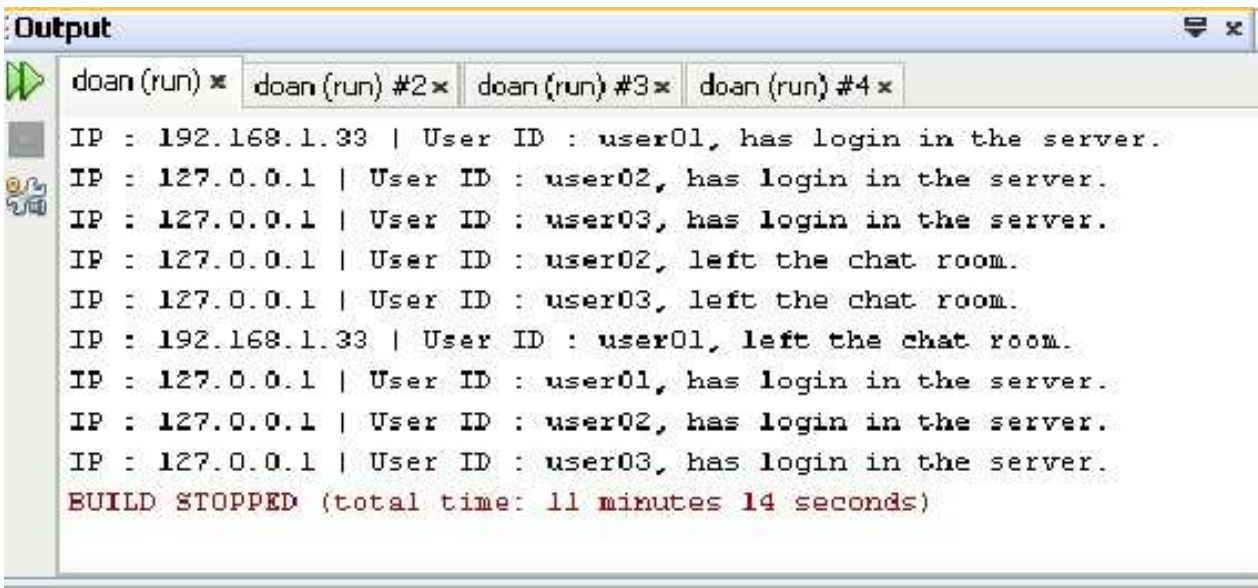 Output
doan (run) doan (run) #2 doan (run) #3 doan (run) #4
IP : 192.168.1.33 | User ID : user01, has login in the server.
IP : 127.0.0.1 | User ID : user02, has login in the server.
IP : 127.0.0.1 | User ID : user03, has login in the server.
IP : 127.0.0.1 | User ID : user02, left the chat room.
IP : 127.0.0.1 | User ID : user03, left the chat room.
IP : 192.168.1.33 | User ID : user01, left the chat room.
IP : 127.0.0.1 | User ID : user01, has login in the server.
IP : 127.0.0.1 | User ID : user02, has login in the server.
IP : 127.0.0.1 | User ID : user03, has login in the server.
BUILD STOPPED (total time: 11 minutes 14 seconds)